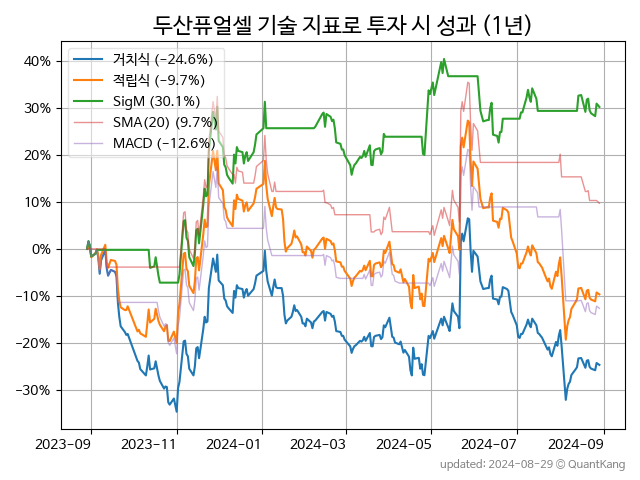 두산퓨얼셀 기술 지표로 투자 시 성과 (1년)
거치식 (−24.6%)
적립식 (−9.7%)
SigM (30.1%)
SMA(20) (9.7%)
MACD (−12.6%)
40%
30%
20%
10%
0%
−10%
−20%
−30%
2023-09 2023-11 2024-01 2024-03 2024-05 2024-07 2024-09
updated: 2024-08-29 © QuantKang